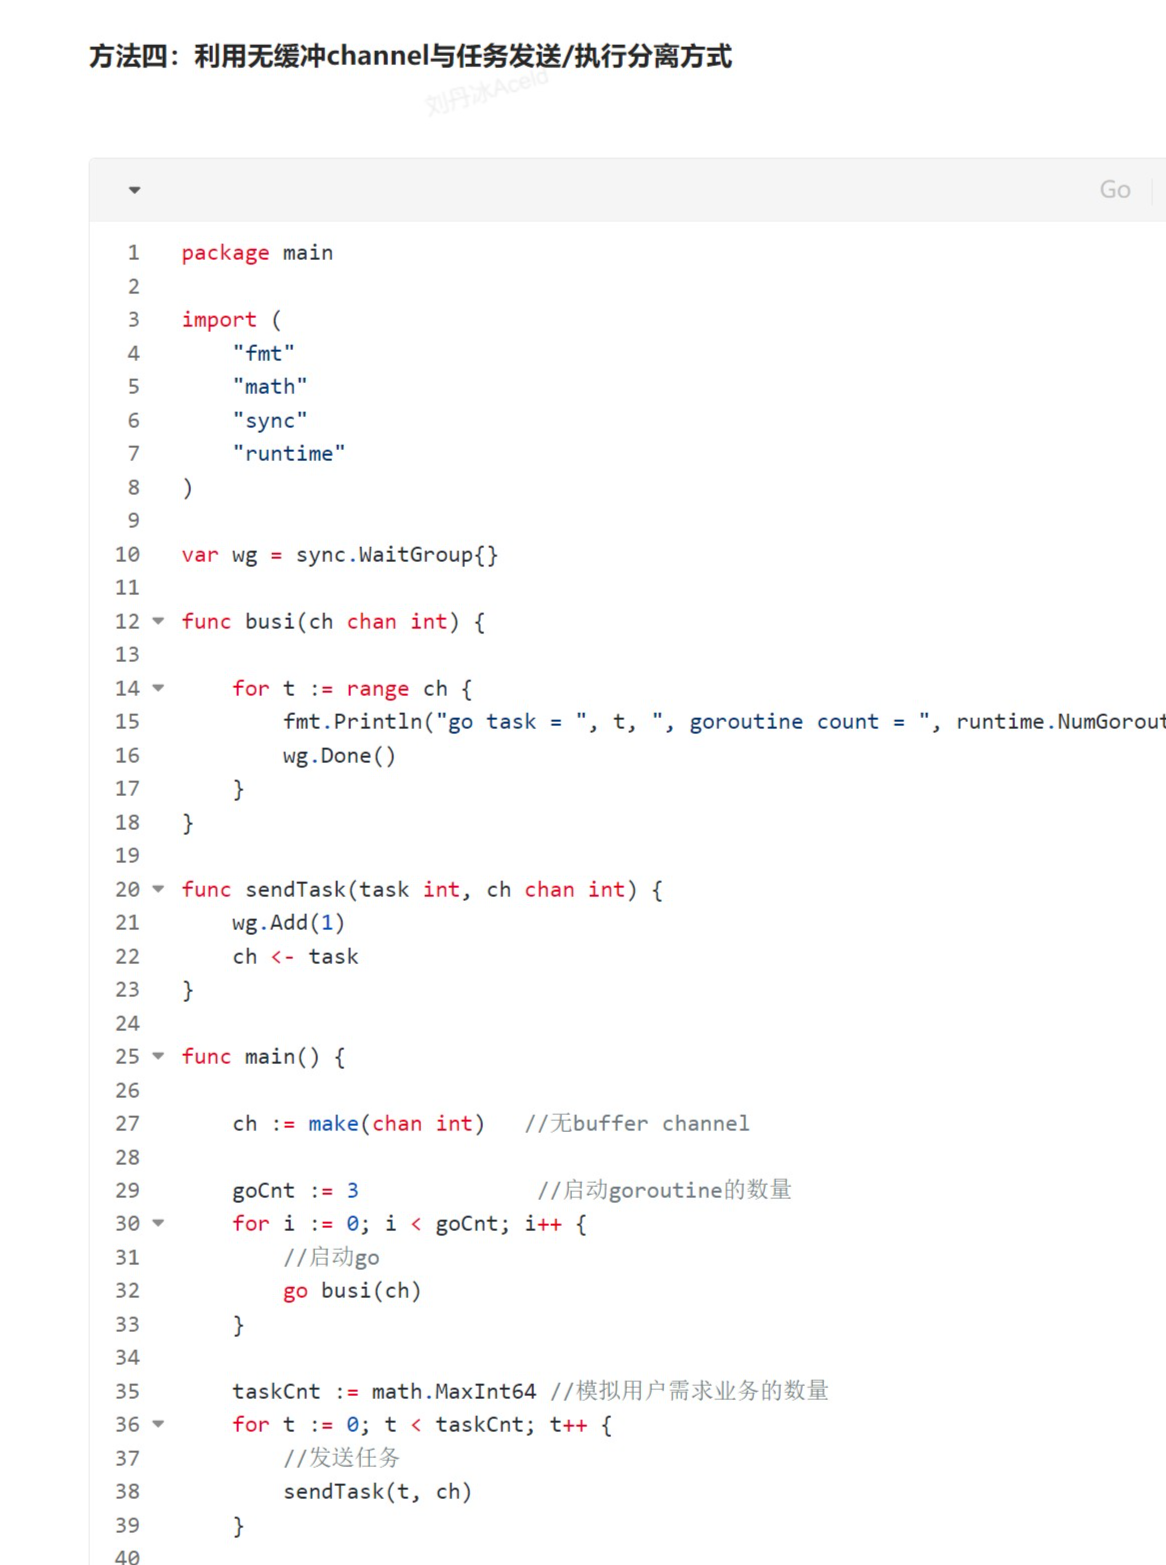 方法四：利用无缓冲channel与任务发送/执行分离方式
刘丹冰Aceld
Go
1 package main
2
3 import (
4 "fmt"
5 "math"
6 "sync"
7 "runtime"
8 )
9
10 var wg = sync.WaitGroup{}
11
12 func busi(ch chan int) {
13
14 for t := range ch {
15 fmt.Println("go task = ", t, ", goroutine count = ", runtime.NumGorout
16 wg.Done()
17 }
18 }
19
20 func sendTask(task int, ch chan int) {
21 wg.Add(1)
22 ch <- task
23 }
24
25 func main() {
26
27 ch := make(chan int) //无buffer channel
28
29 goCnt := 3 //启动goroutine的数量
30 for i := 0; i < goCnt; i++ {
31 //启动go
32 go busi(ch)
33 }
34
35 taskCnt := math.MaxInt64 //模拟用户需求业务的数量
36 for t := 0; t < taskCnt; t++ {
37 //发送任务
38 sendTask(t, ch)
39 }
40